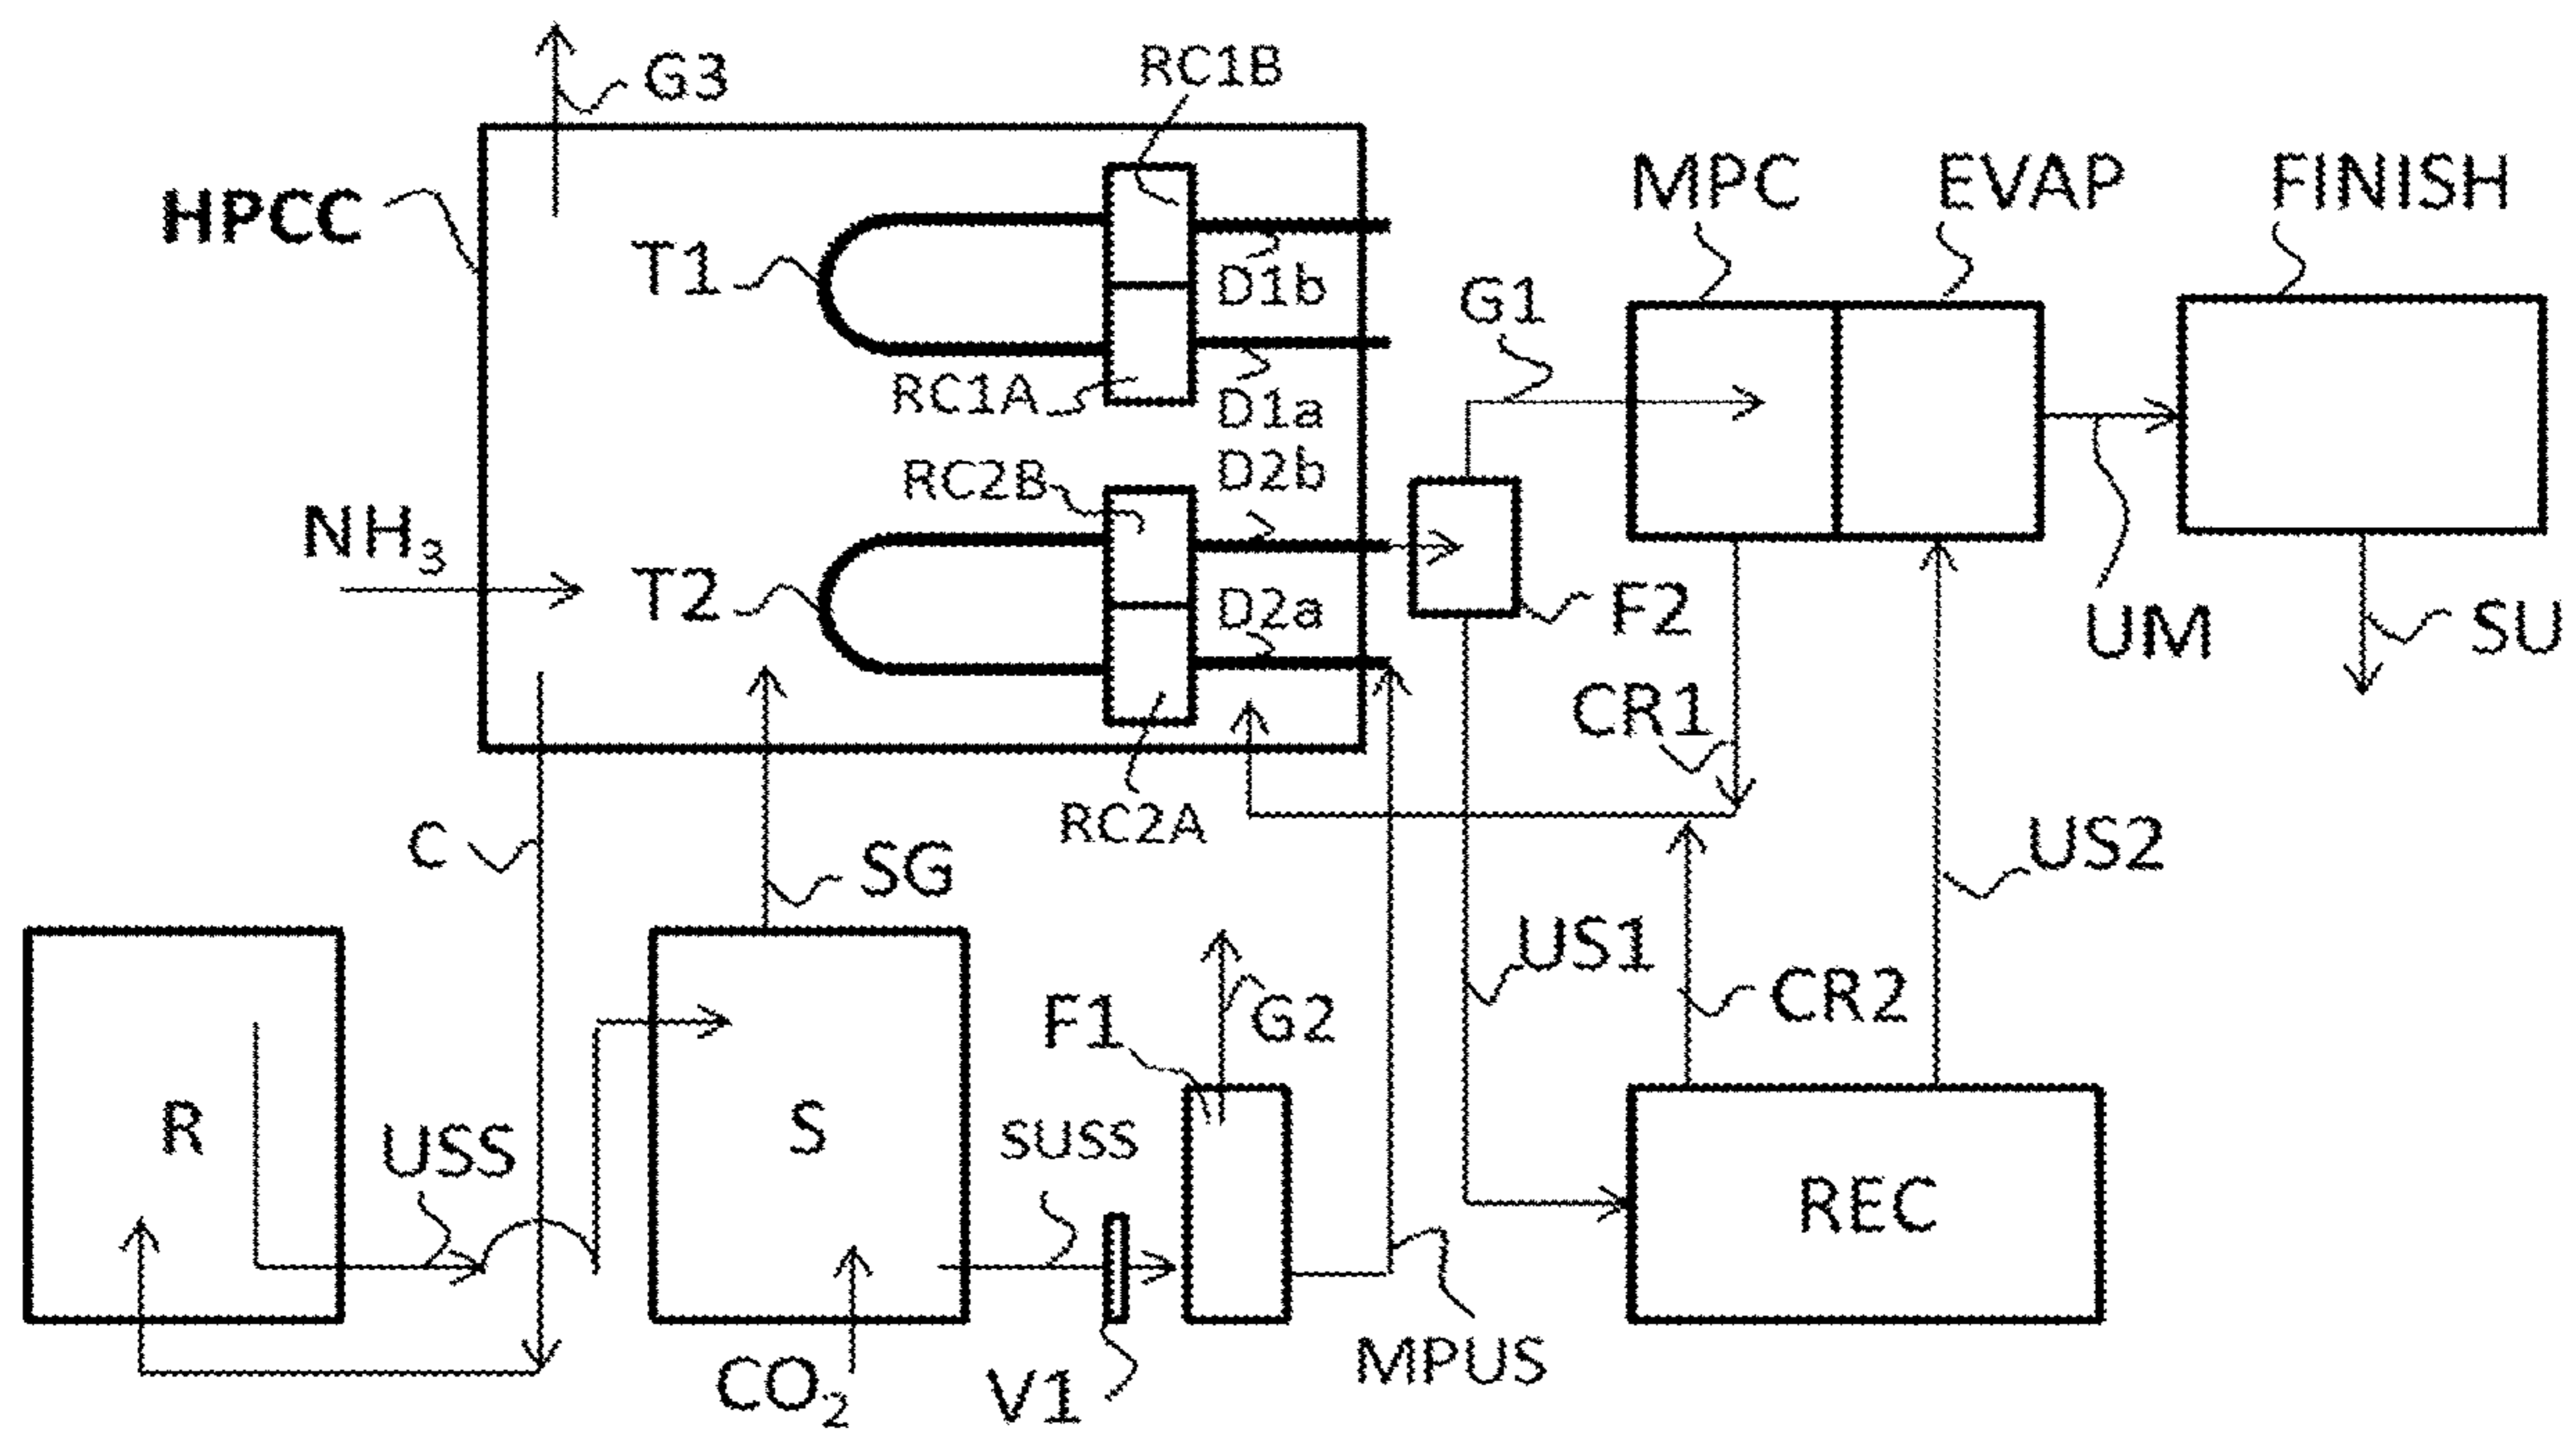 G3
RC1B
HPCC
MPC
EVAP
FINISH
T1
D1b
G1
RC1A
D1a
RC2B
D2b
NH3
T2
D2a
F2
UM
SU
CR1
C
SG
RC2A
US2
US1
CR2
F1
G2
R
USS
S
SUSS
REC
CO2
V1
MPUS